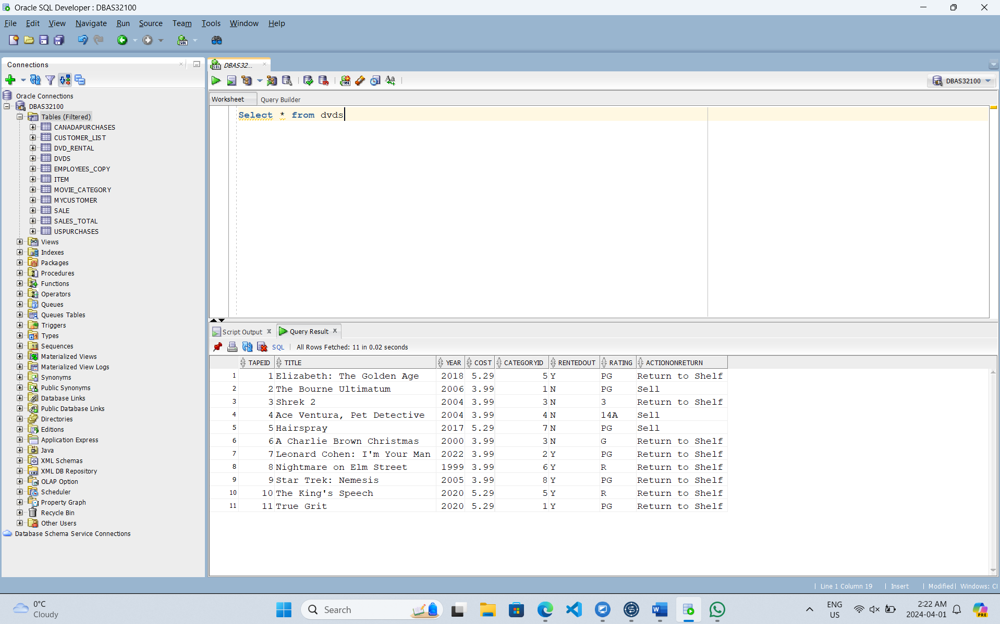 Oracle SQL Developer : DBAS32100
File Edit View Navigate Run Source Team Tools Window Help
Connections
DBAS32...
DBAS32100
Worksheet Query Builder
Oracle Connections
DBAS32100
Tables (Filtered)
CANADAPURCHASES
CUSTOMER_LIST
DVD_RENTAL
DVDS
EMPLOYEES_COPY
ITEM
MOVIE_CATEGORY
MYCUSTOMER
SALE
SALES_TOTAL
USPURCHASES
Views
Indexes
Packages
Procedures
Functions
Operators
Queues
Queues Tables
Triggers
Types
Sequences
Materialized Views
Materialized View Logs
Synonyms
Public Synonyms
Database Links
Public Database Links
Directories
Editions
Application Express
Java
XML Schemas
XML DB Repository
OLAP Option
Scheduler
Property Graph
Recycle Bin
Other Users
Database Schema Service Connections
Select * from dvds
Script Output Query Result
SQL All Rows Fetched: 11 in 0.02 seconds
TAPEID TITLE YEAR COST CATEGORYID RENTEDOUT RATING ACTIONONRETURN
1 1 Elizabeth: The Golden Age 2018 5.29 5 Y PG Return to Shelf
2 2 The Bourne Ultimatum 2006 3.99 1 N PG Sell
3 3 Shrek 2 2004 3.99 3 N 3 Return to Shelf
4 4 Ace Ventura, Pet Detective 2004 3.99 4 N 14A Sell
5 5 Hairspray 2017 5.29 7 N PG Sell
6 6 A Charlie Brown Christmas 2000 3.99 3 N G Return to Shelf
7 7 Leonard Cohen: I'm Your Man 2022 3.99 2 Y PG Return to Shelf
8 8 Nightmare on Elm Street 1999 3.99 6 Y R Return to Shelf
9 9 Star Trek: Nemesis 2005 3.99 8 Y PG Return to Shelf
10 10 The King's Speech 2020 5.29 5 Y R Return to Shelf
11 11 True Grit 2020 5.29 1 Y PG Return to Shelf
Line 1 Column 19 Insert Modified Windows: Cl
0°C
Cloudy
Search
ENG
US
2:22 AM
2024-04-01
PRE